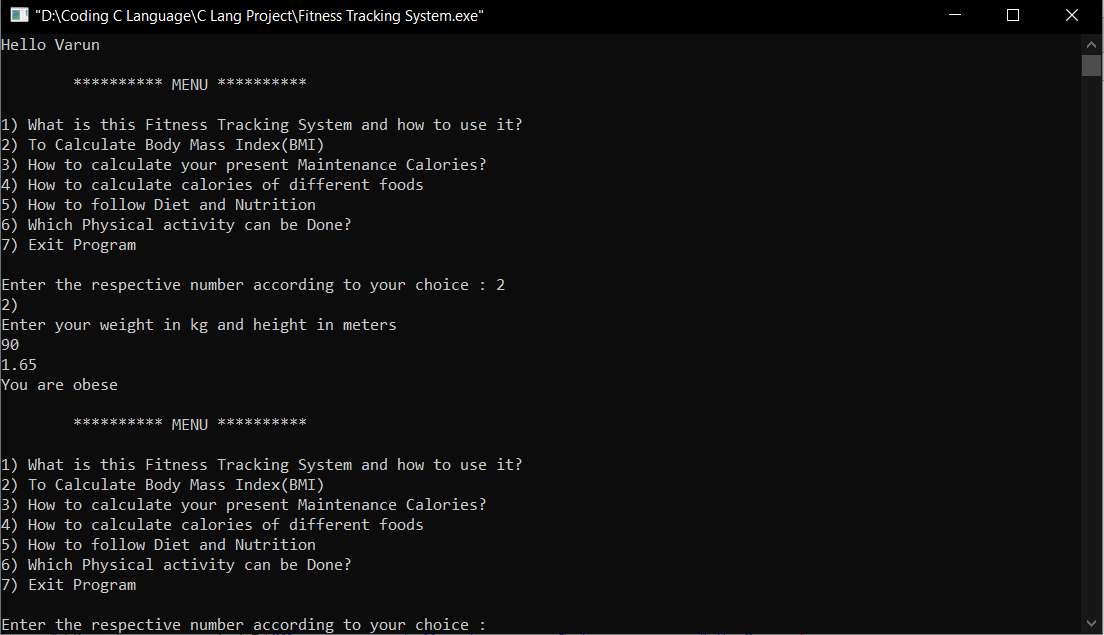 "D:\Coding C Language\C Lang Project\Fitness Tracking System.exe"
Hello Varun
********** MENU **********
1) What is this Fitness Tracking System and how to use it?
2) To Calculate Body Mass Index(BMI)
3) How to calculate your present Maintenance Calories?
4) How to calculate calories of different foods
5) How to follow Diet and Nutrition
6) Which Physical activity can be Done?
7) Exit Program
Enter the respective number according to your choice : 2
2)
Enter your weight in kg and height in meters
90
1.65
You are obese
********** MENU **********
1) What is this Fitness Tracking System and how to use it?
2) To Calculate Body Mass Index(BMI)
3) How to calculate your present Maintenance Calories?
4) How to calculate calories of different foods
5) How to follow Diet and Nutrition
6) Which Physical activity can be Done?
7) Exit Program
Enter the respective number according to your choice :